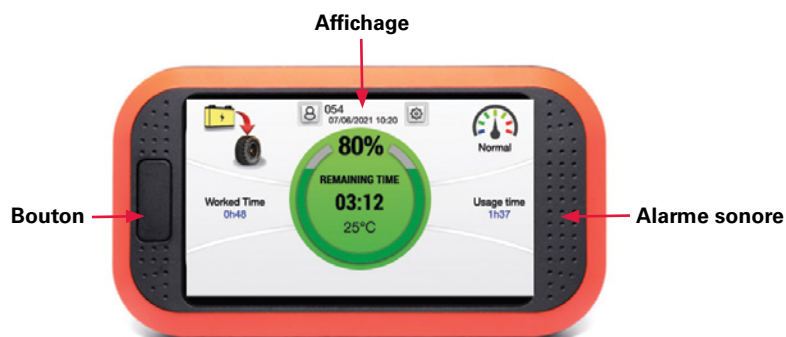 Affichage
054
07/06/2021 10:20
80%
Normal
REMAINING TIME
Worked Time
0h48
03:12
Usage time
1h37
25°C
Bouton
Alarme sonore